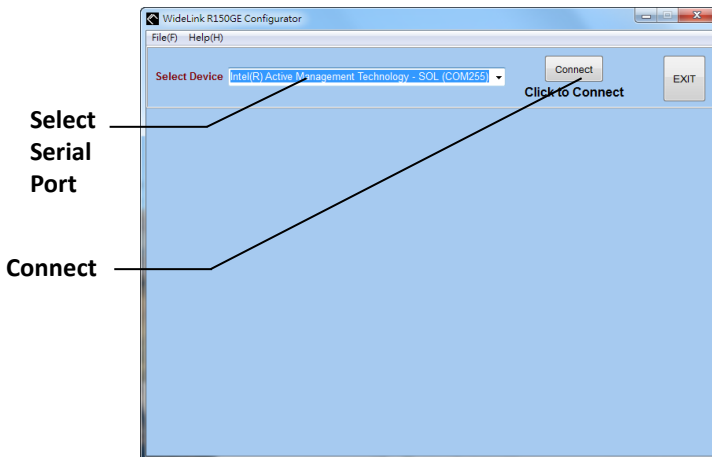 WideLink R150GE Configurator
File(F) Help(H)
Select Device Intel(R) Active Management Technology - SOL (COM255) Connect EXIT
Click to Connect
Select
Serial
Port
Connect